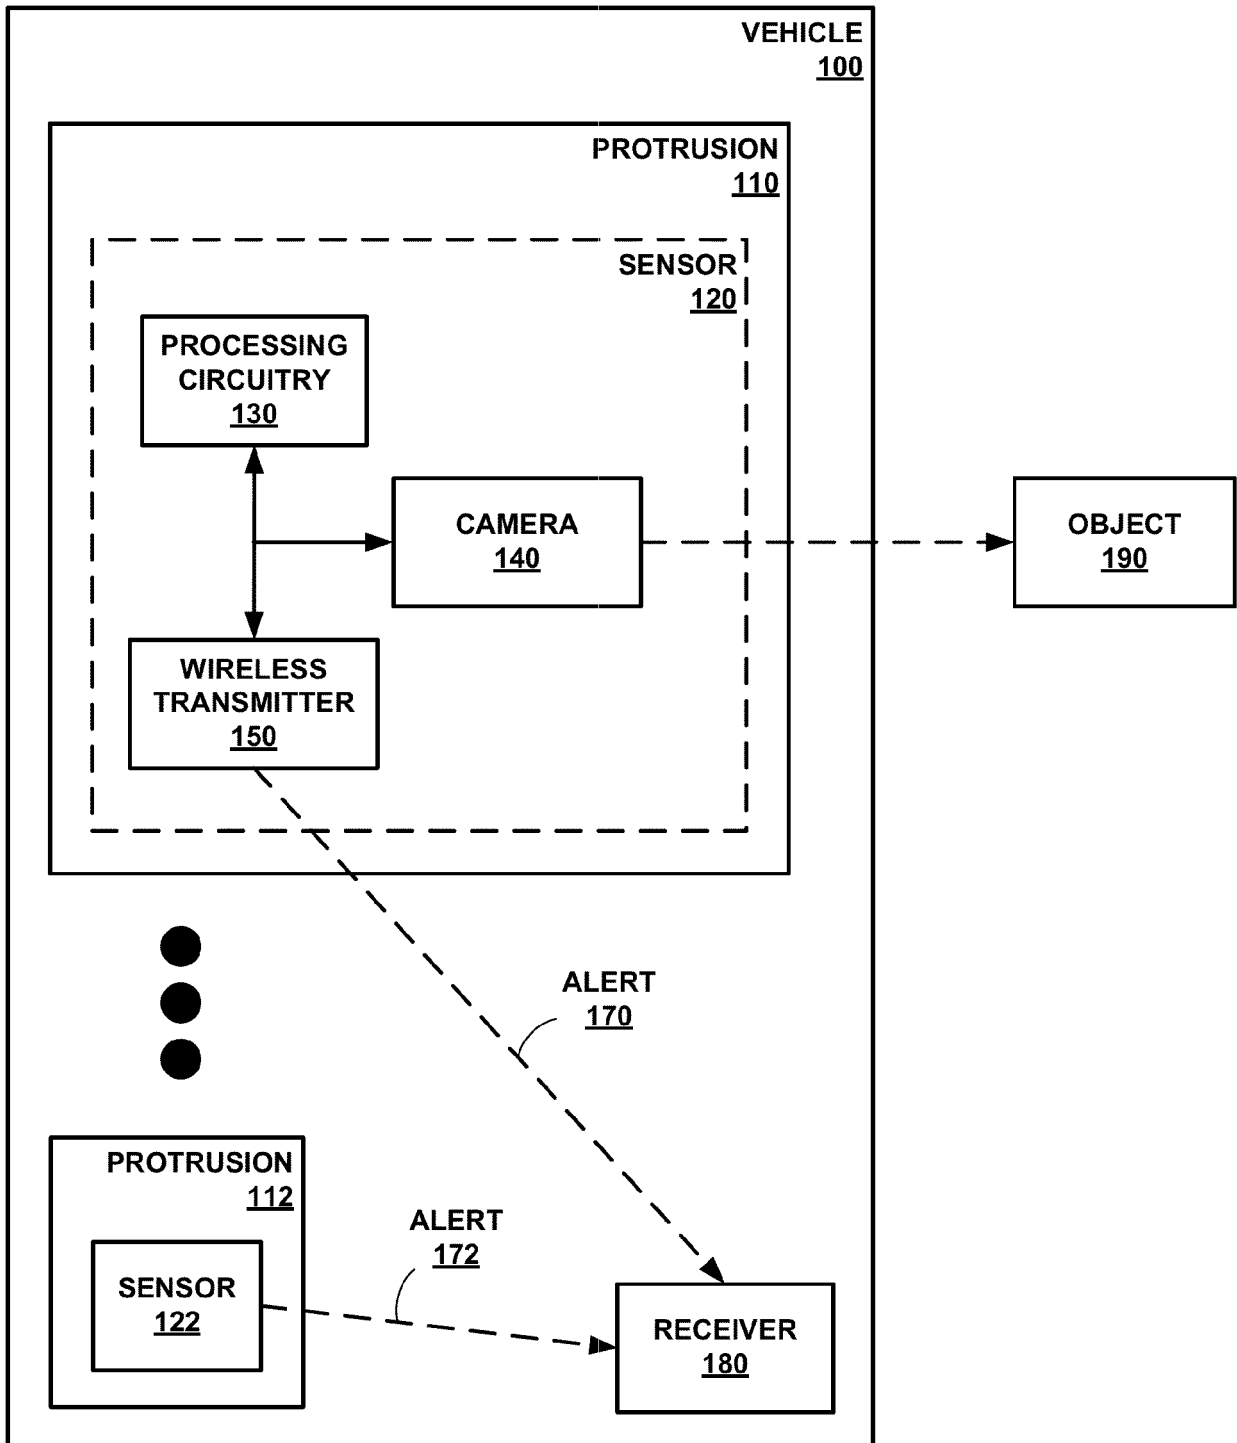 VEHICLE
100
PROTRUSION
110
SENSOR
120
PROCESSING
CIRCUITRY
130
CAMERA
140
OBJECT
190
WIRELESS
TRANSMITTER
150
ALERT
170
PROTRUSION
112
SENSOR
122
ALERT
172
RECEIVER
180